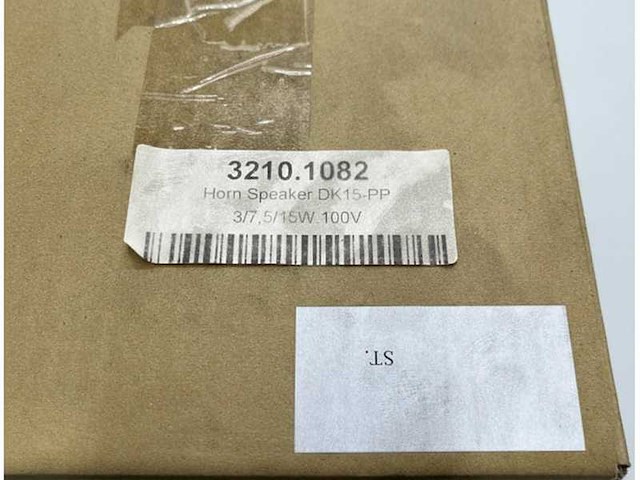 3210.1082
Horn Speaker DK15-PP
3/7,5/15W 100V
ST.